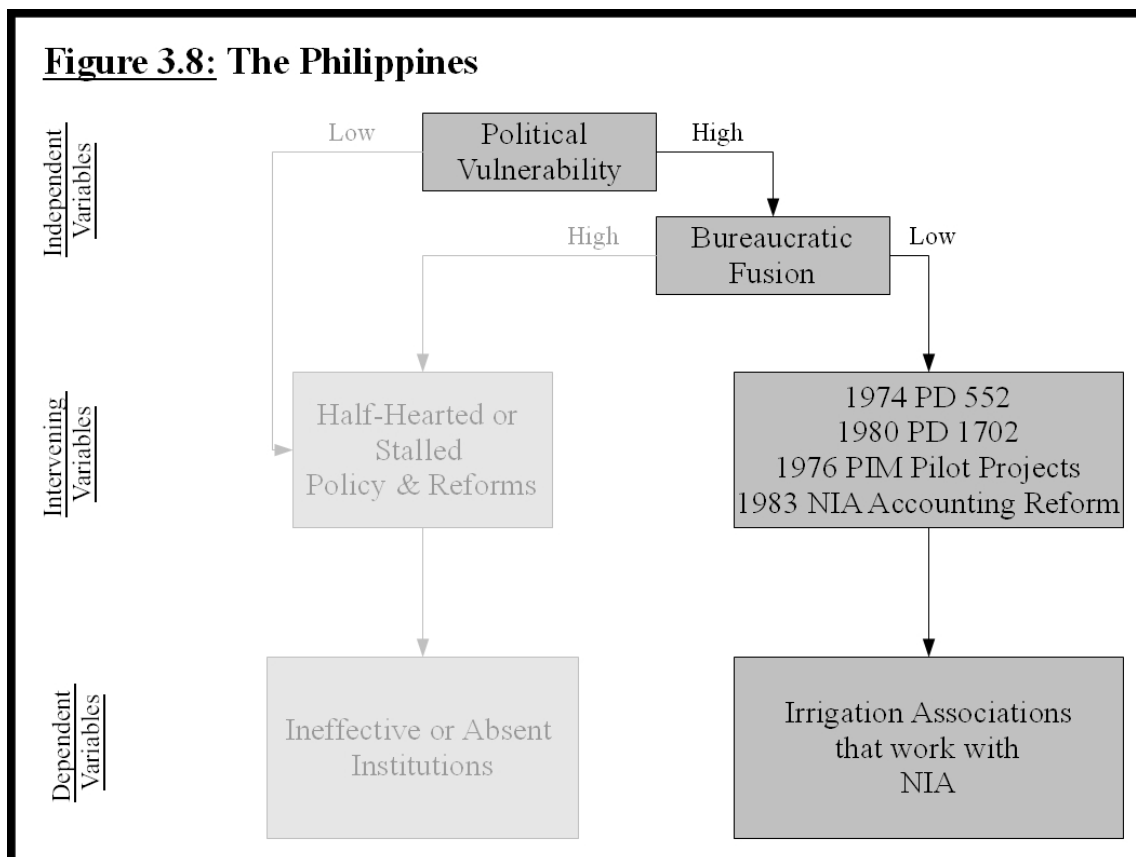 Figure 3.8: The Philippines
Independent
Variables
Low
Political
Vulnerability
High
High
Bureaucratic
Fusion
Low
Intervening
Variables
Half-Hearted or
Stalled
Policy & Reforms
1974 PD 552
1980 PD 1702
1976 PIM Pilot Projects
1983 NIA Accounting Reform
Dependent
Variables
Ineffective or Absent
Institutions
Irrigation Associations
that work with
NIA